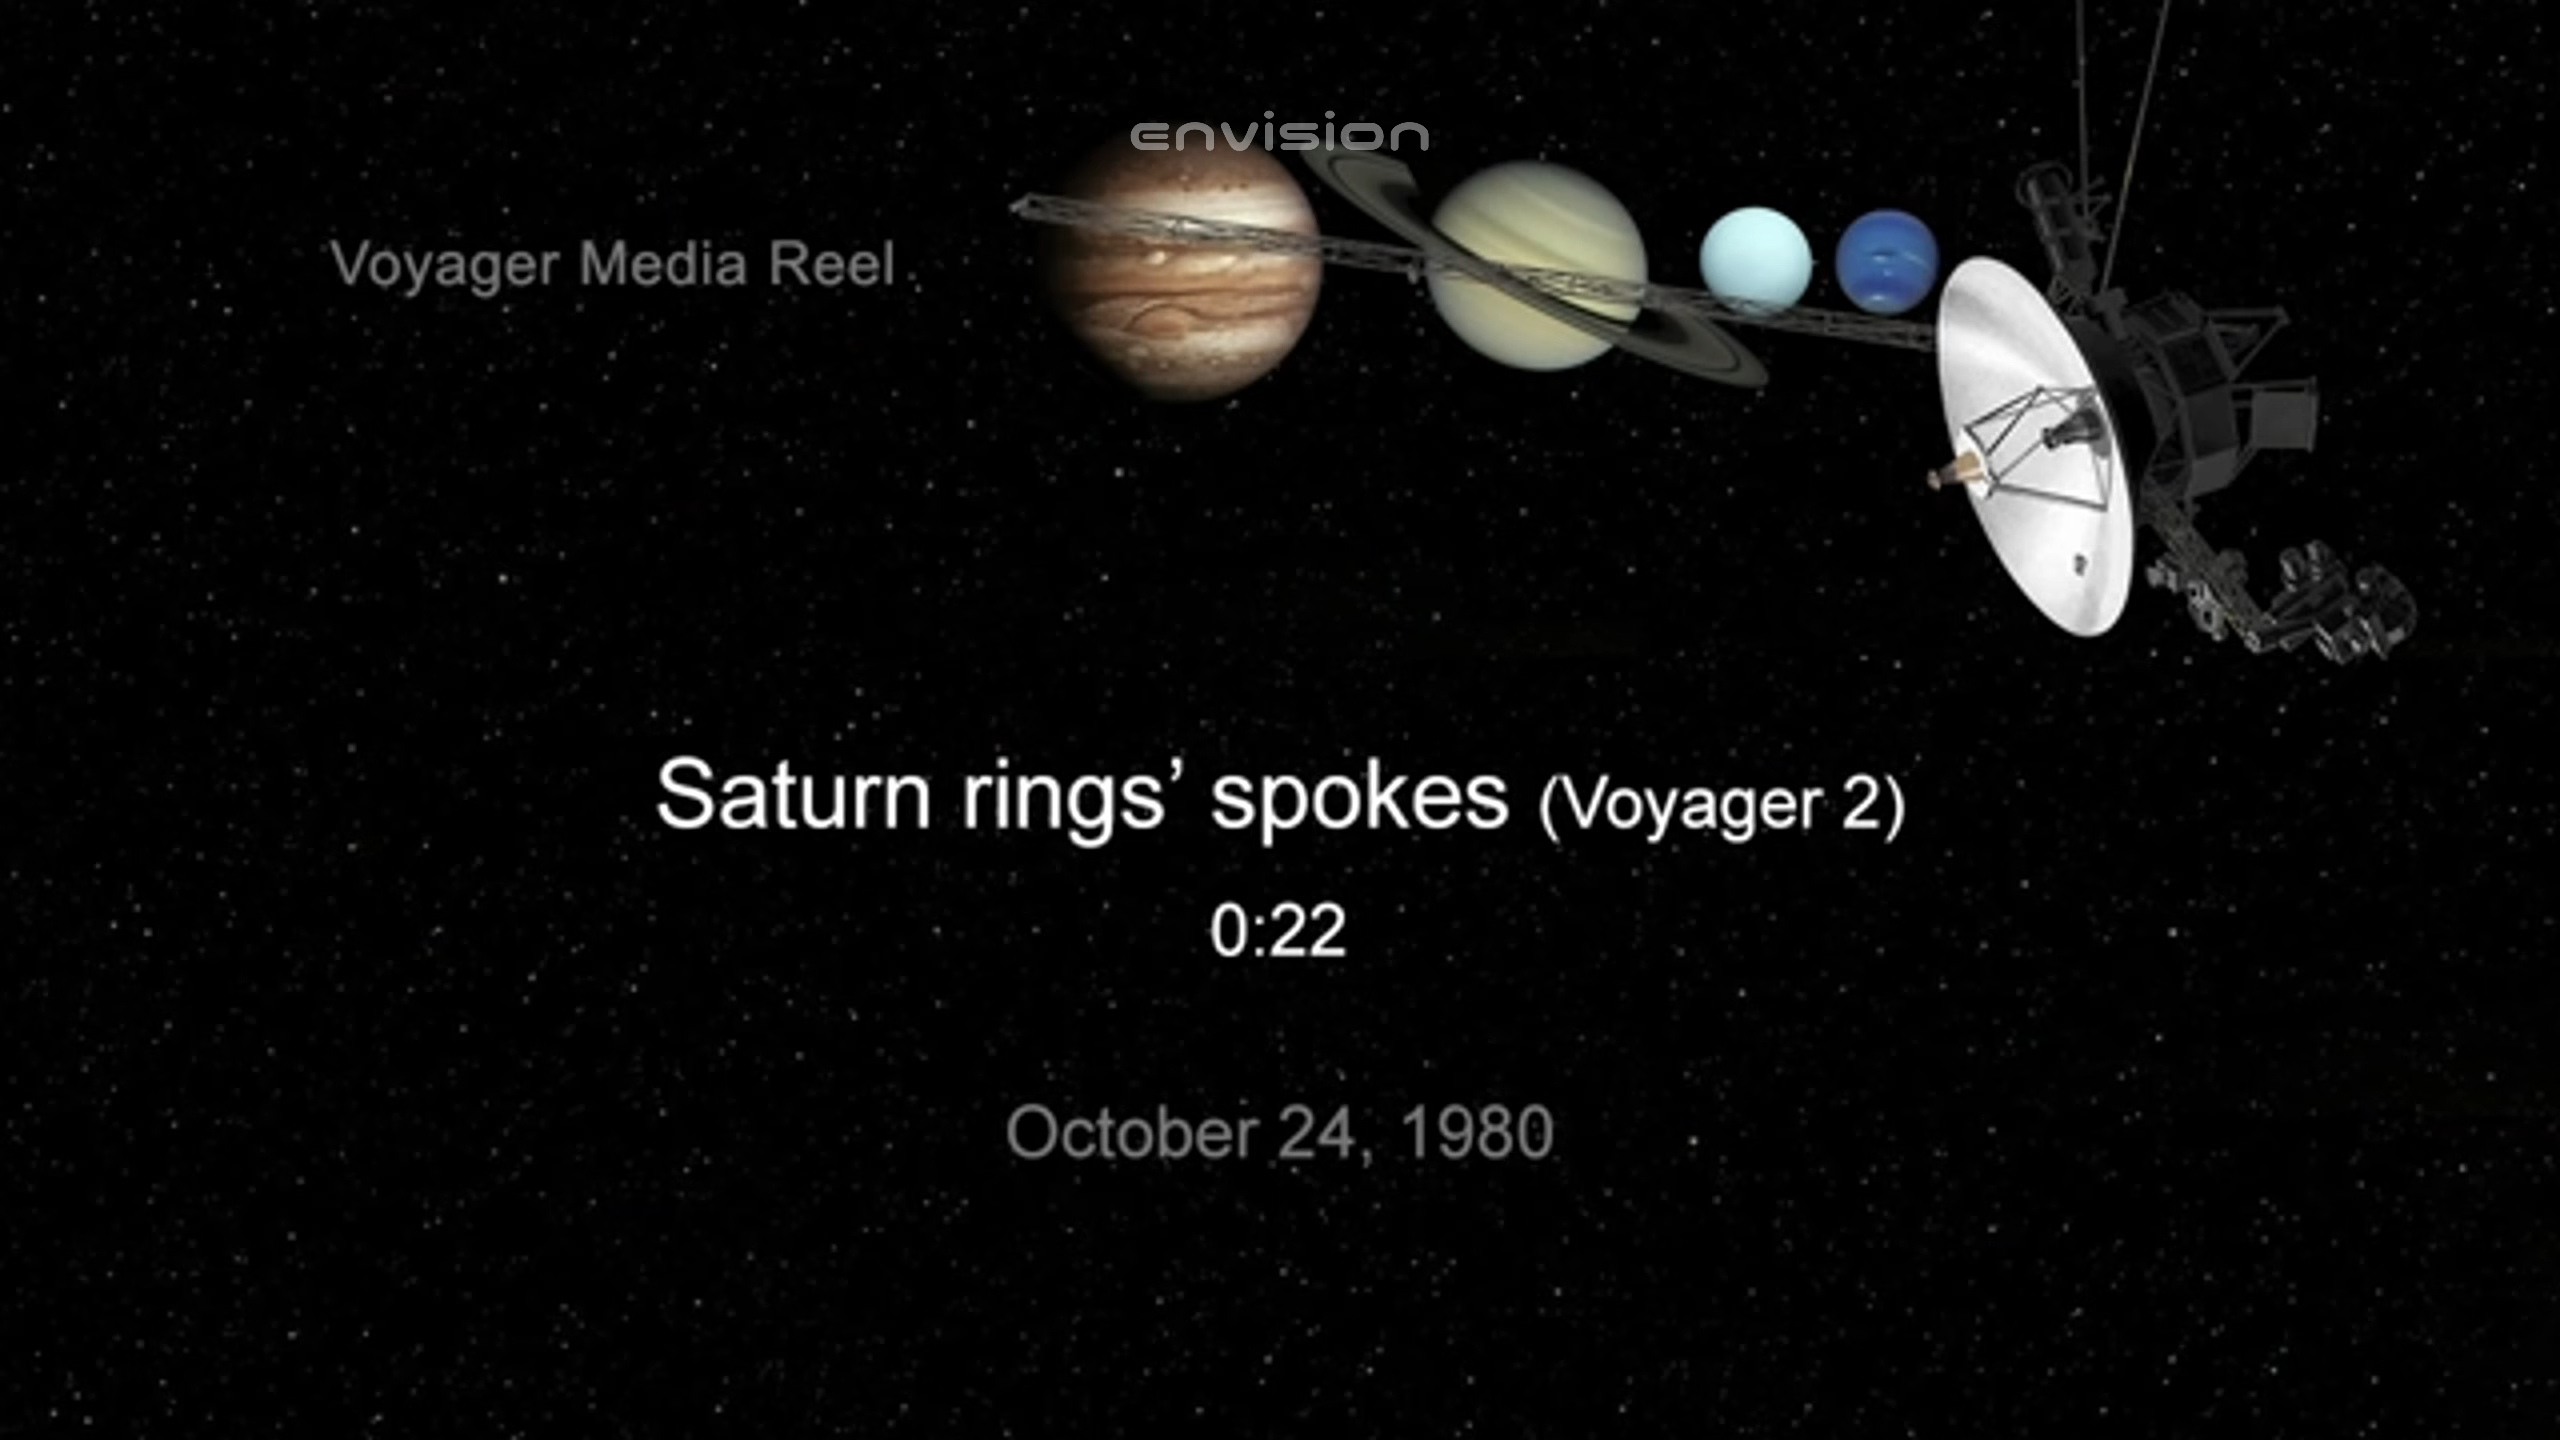 envision
Voyager Media Reel
Saturn rings’ spokes (Voyager 2)
0:22
October 24, 1980